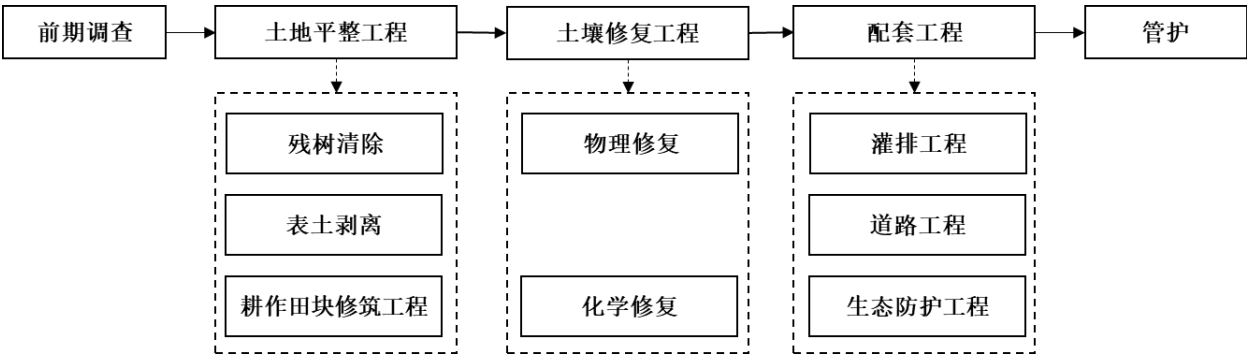 前期调查
土地平整工程
土壤修复工程
配套工程
管护
残树清除
物理修复
灌排工程
表土剥离
道路工程
耕作田块修筑工程
化学修复
生态防护工程